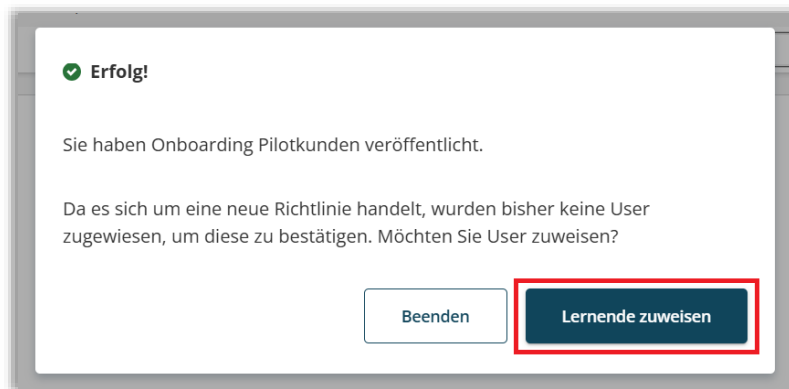 Erfolg!
Sie haben Onboarding Pilotkunden veröffentlicht.
Da es sich um eine neue Richtlinie handelt, wurden bisher keine User
zugewiesen, um diese zu bestätigen. Möchten Sie User zuweisen?
Beenden
Lernende zuweisen